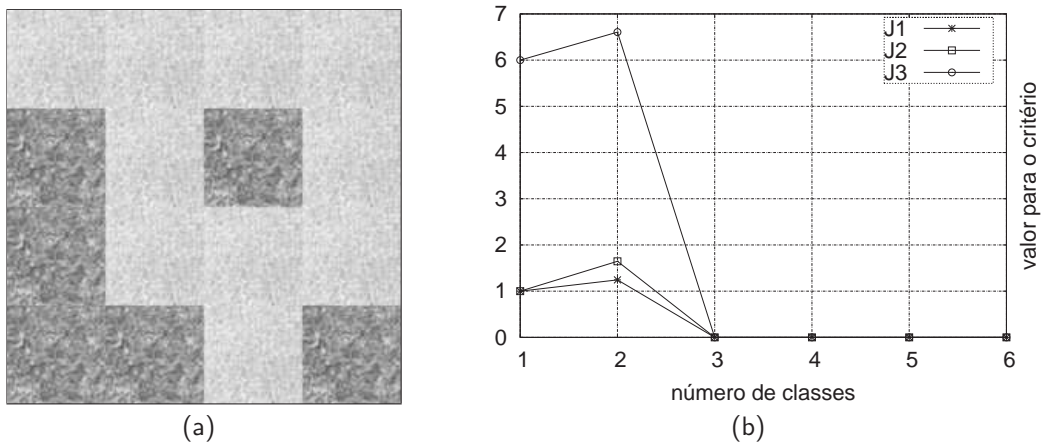 7
6
5
4
3
2
1
0
J1
J2
J3
valor para o critério
1 2 3 4 5 6
número de classes
(a)
(b)